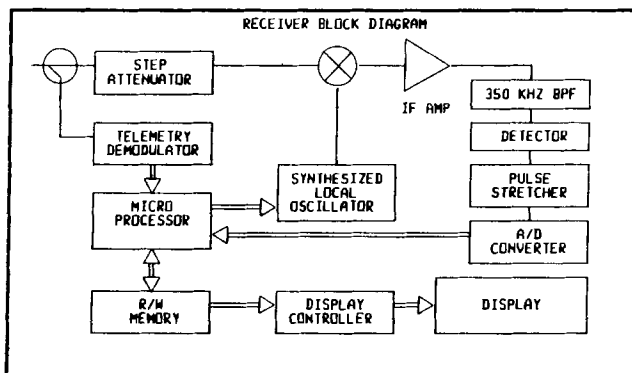 RECEIVER BLOCK DIAGRAM
STEP
ATTENUATOR
IF AMP
350 KHZ BPF
TELEMETRY
DEMODULATOR
DETECTOR
MICRO
PROCESSOR
SYNTHESIZED
LOCAL
OSCILLATOR
PULSE
STRETCHER
A/D
CONVERTER
R/W
MEMORY
DISPLAY
CONTROLLER
DISPLAY